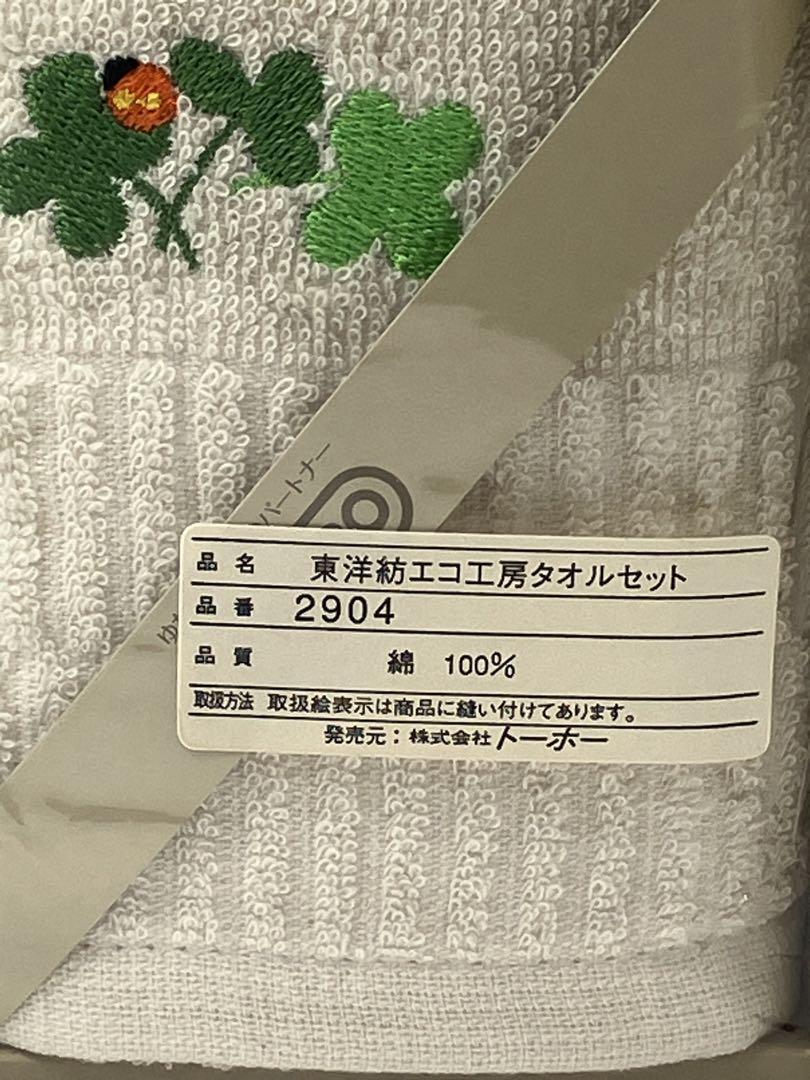 パートナー
品名 東洋紡エコ工房タオルセット
品番 2904
品質 綿 100%
取扱方法 取扱絵表示は商品に縫い付けてあります。
発売元：株式会社トーホー